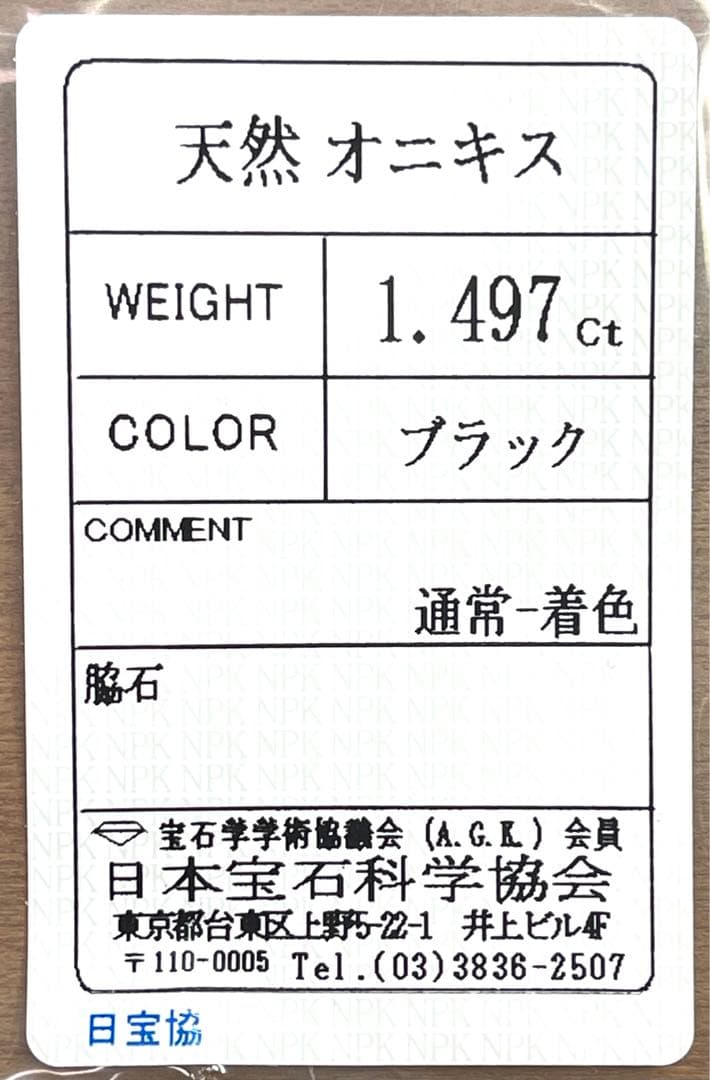 天然 オニキス
WEIGHT 1.497ct
COLOR ブラック
COMMENT
通常-着色
脇石
宝石学学術協議会 (A.G.K.) 会員
日本宝石科学協会
東京都台東区上野5-22-1 井上ビル4F
〒110-0005 Tel.(03)3836-2507
日宝協